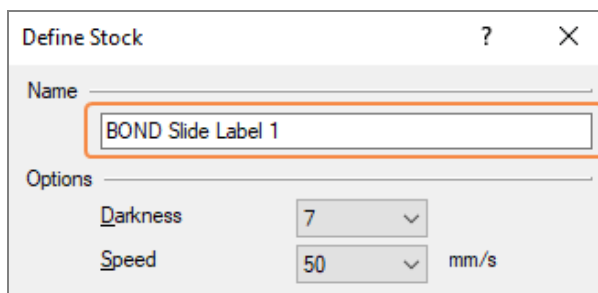 Define Stock ?
Name
BOND Slide Label 1
Options
Darkness 7
Speed 50 mm/s